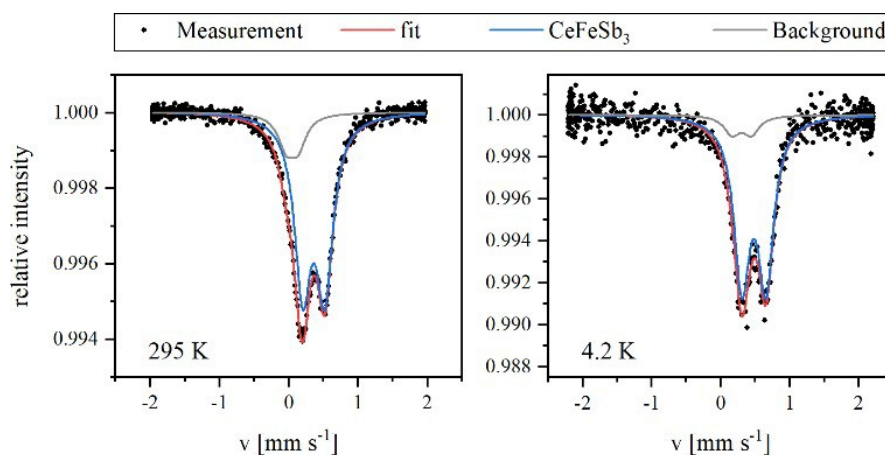 Measurement fit CeFeSb₃ Background
relative intensity
1.000
0.998
0.996
0.994
295 K
-2 -1 0 1 2
v [mm s⁻¹]
1.000
0.998
0.996
0.994
0.992
0.990
0.988
4.2 K
-2 -1 0 1 2
v [mm s⁻¹]